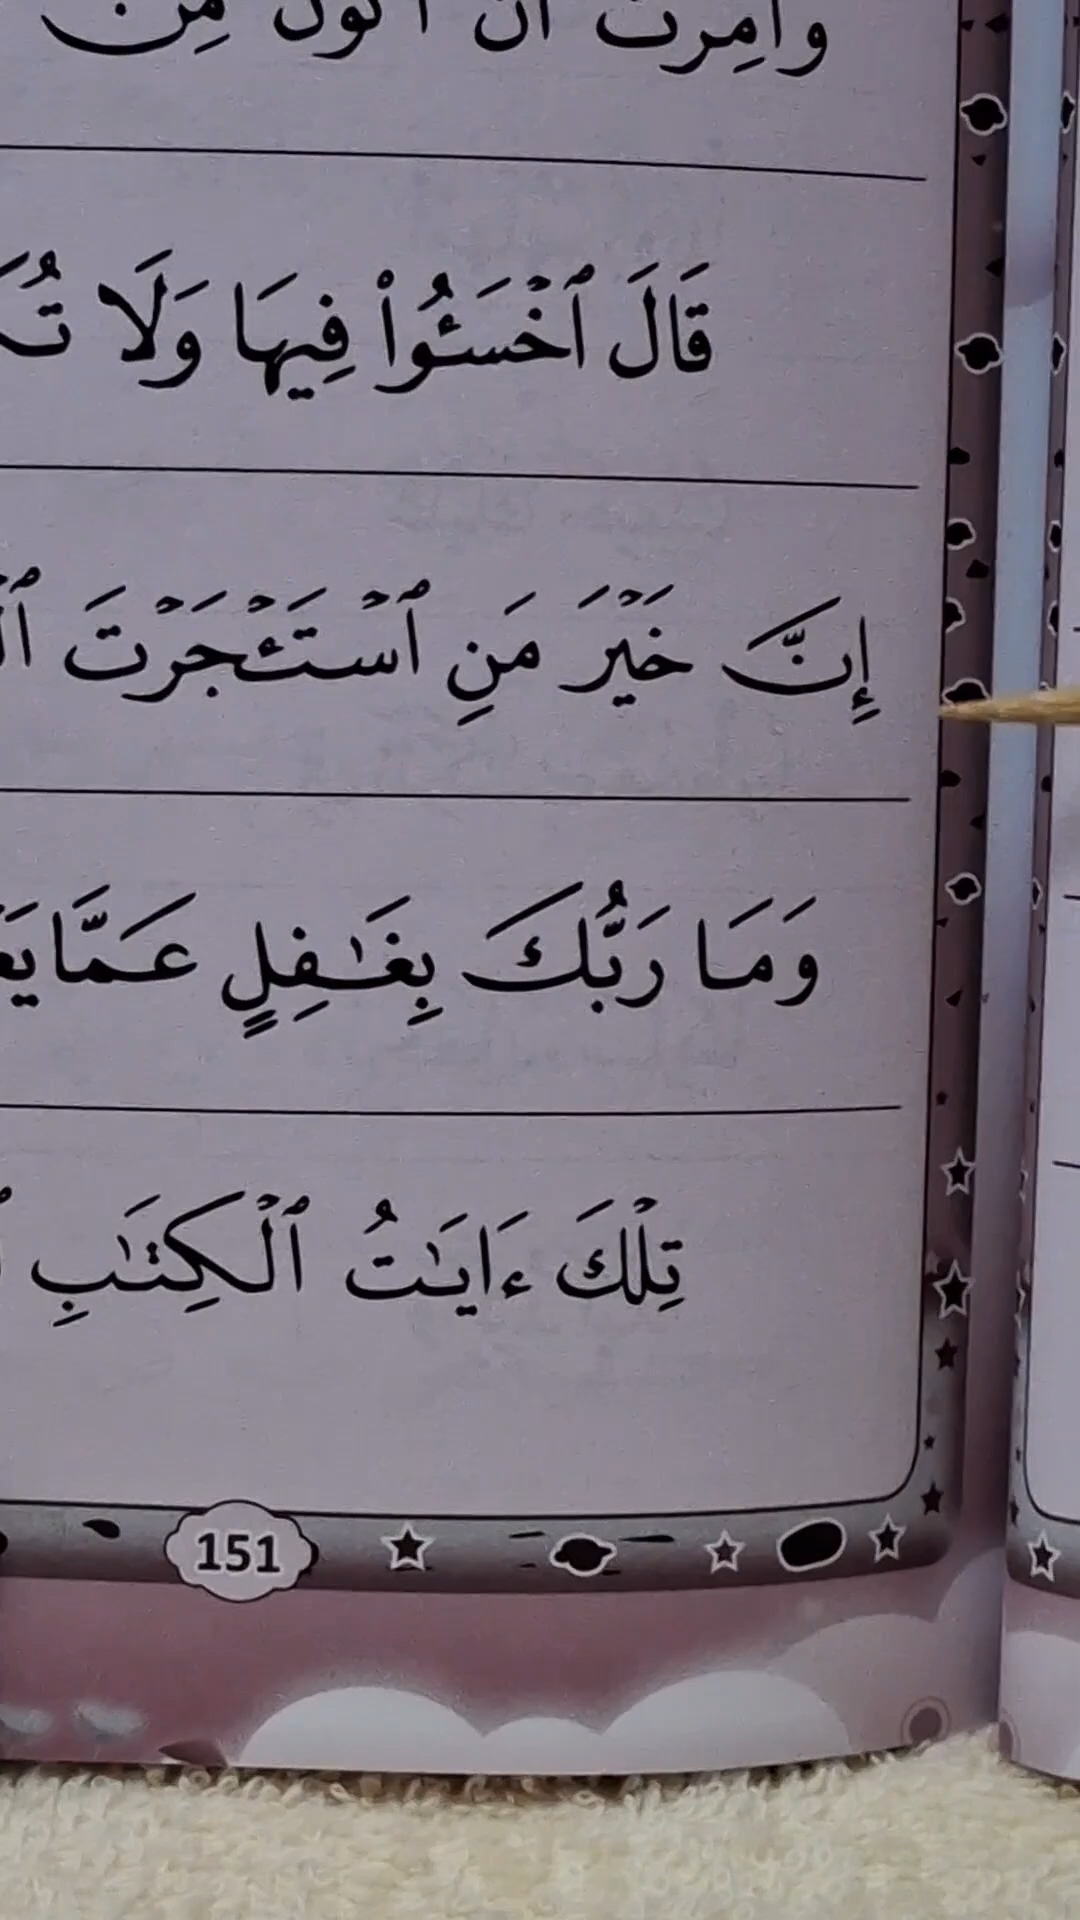 وَأُمِرْتُ أَنْ أَكُونَ مِنَ
قَالَ ٱخْسَـُٔوا۟ فِيهَا وَلَا
إِنَّ خَيْرَ مَنِ ٱسْتَـْٔجَرْتَ
وَمَا رَبُّكَ بِغَـٰفِلٍ عَمَّا
تِلْكَ ءَايَـٰتُ ٱلْكِتَـٰبِ
151